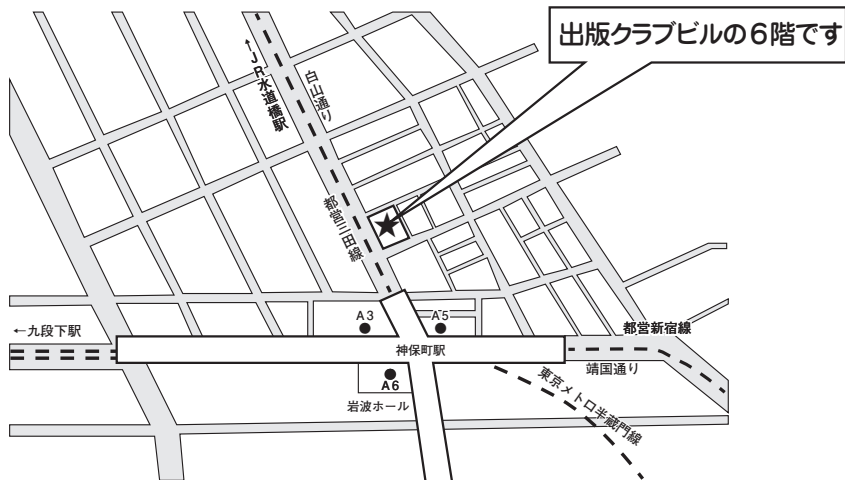 出版クラブビルの6階です
←JR水道橋駅
白山通り
都営三田線
A3
A5
←九段下駅
神保町駅
都営新宿線
靖国通り
A6
岩波ホール
東京メトロ半蔵門線